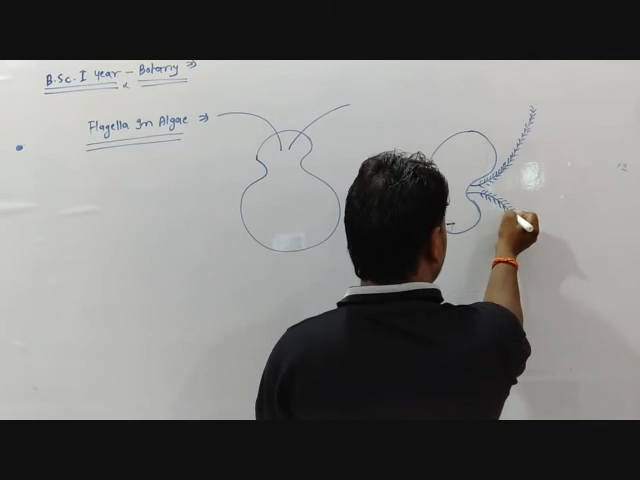 B.Sc. I year - Botany ⇒
Flagella In Algae ⇒